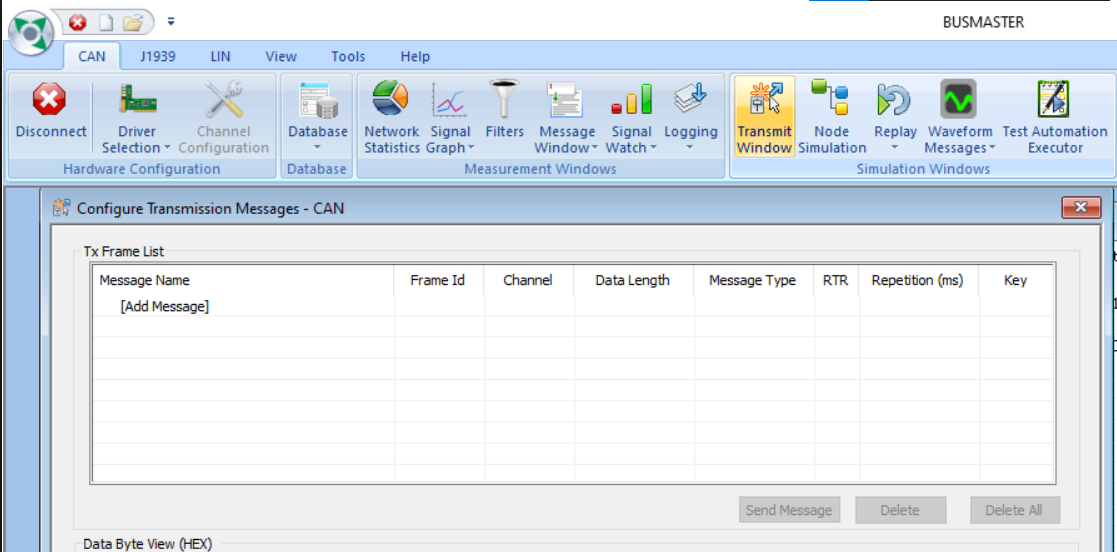 BUSMASTER
CAN J1939 LIN View Tools Help
Disconnect Driver Selection Channel Configuration Database Network Statistics Signal Graph Filters Message Window Signal Watch Logging Transmit Window Node Simulation Replay Waveform Messages Test Automation Executor
Hardware Configuration Database Measurement Windows Simulation Windows
Configure Transmission Messages - CAN
Tx Frame List
Message Name Frame Id Channel Data Length Message Type RTR Repetition (ms) Key
[Add Message]
Send Message Delete Delete All
Data Byte View (HEX)